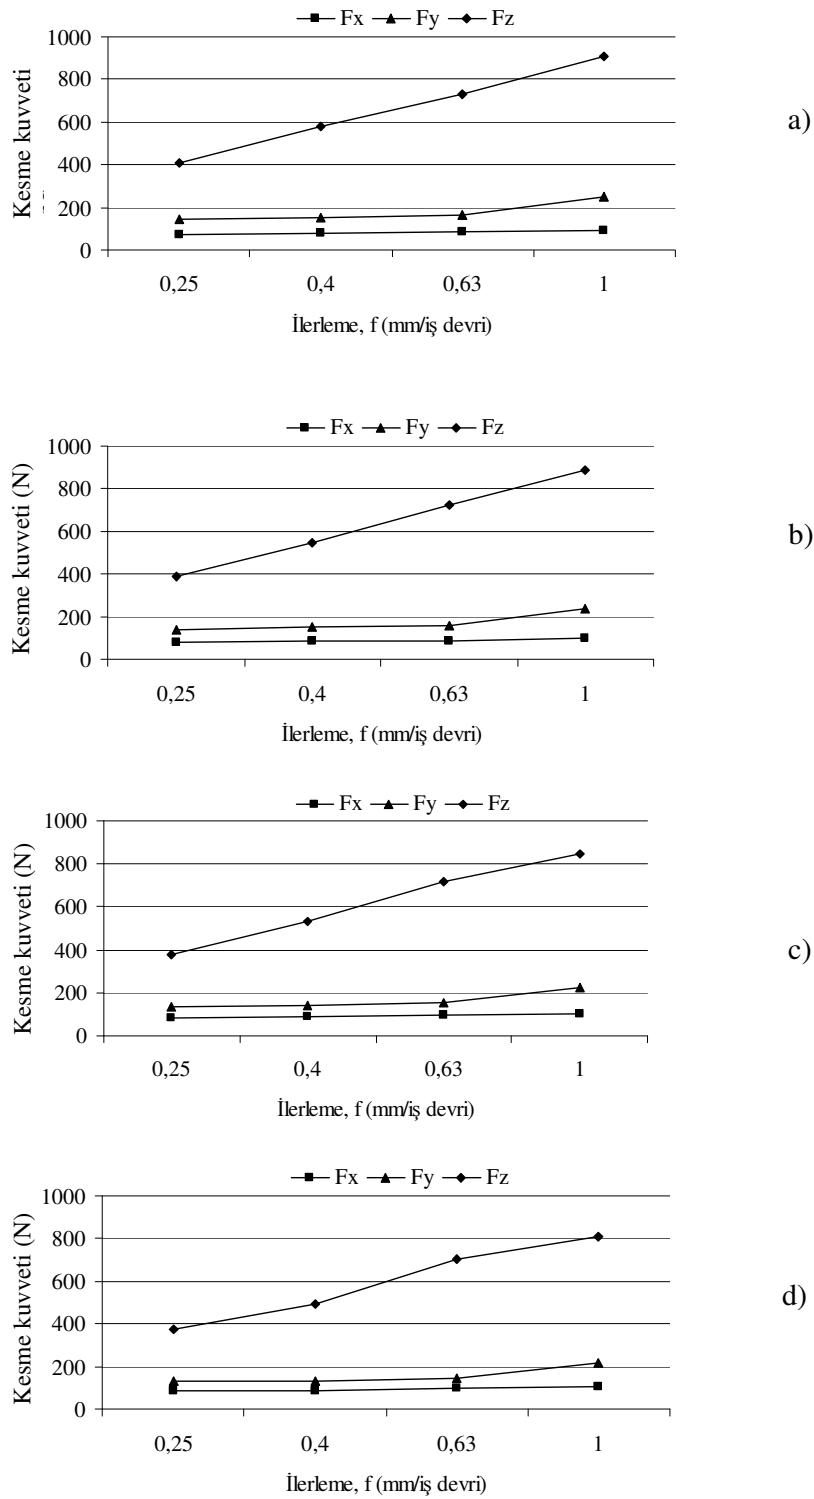 Fx Fy Fz
1000
800
600
400
200
0
Kesme kuvveti
0,25 0,4 0,63 1
İlerleme, f (mm/iş devri)
a)
Fx Fy Fz
1000
800
600
400
200
0
Kesme kuvveti (N)
0,25 0,4 0,63 1
İlerleme, f (mm/iş devri)
b)
Fx Fy Fz
1000
800
600
400
200
0
Kesme kuvveti (N)
0,25 0,4 0,63 1
İlerleme, f (mm/iş devri)
c)
Fx Fy Fz
1000
800
600
400
200
0
Kesme kuvveti (N)
0,25 0,4 0,63 1
İlerleme, f (mm/iş devri)
d)